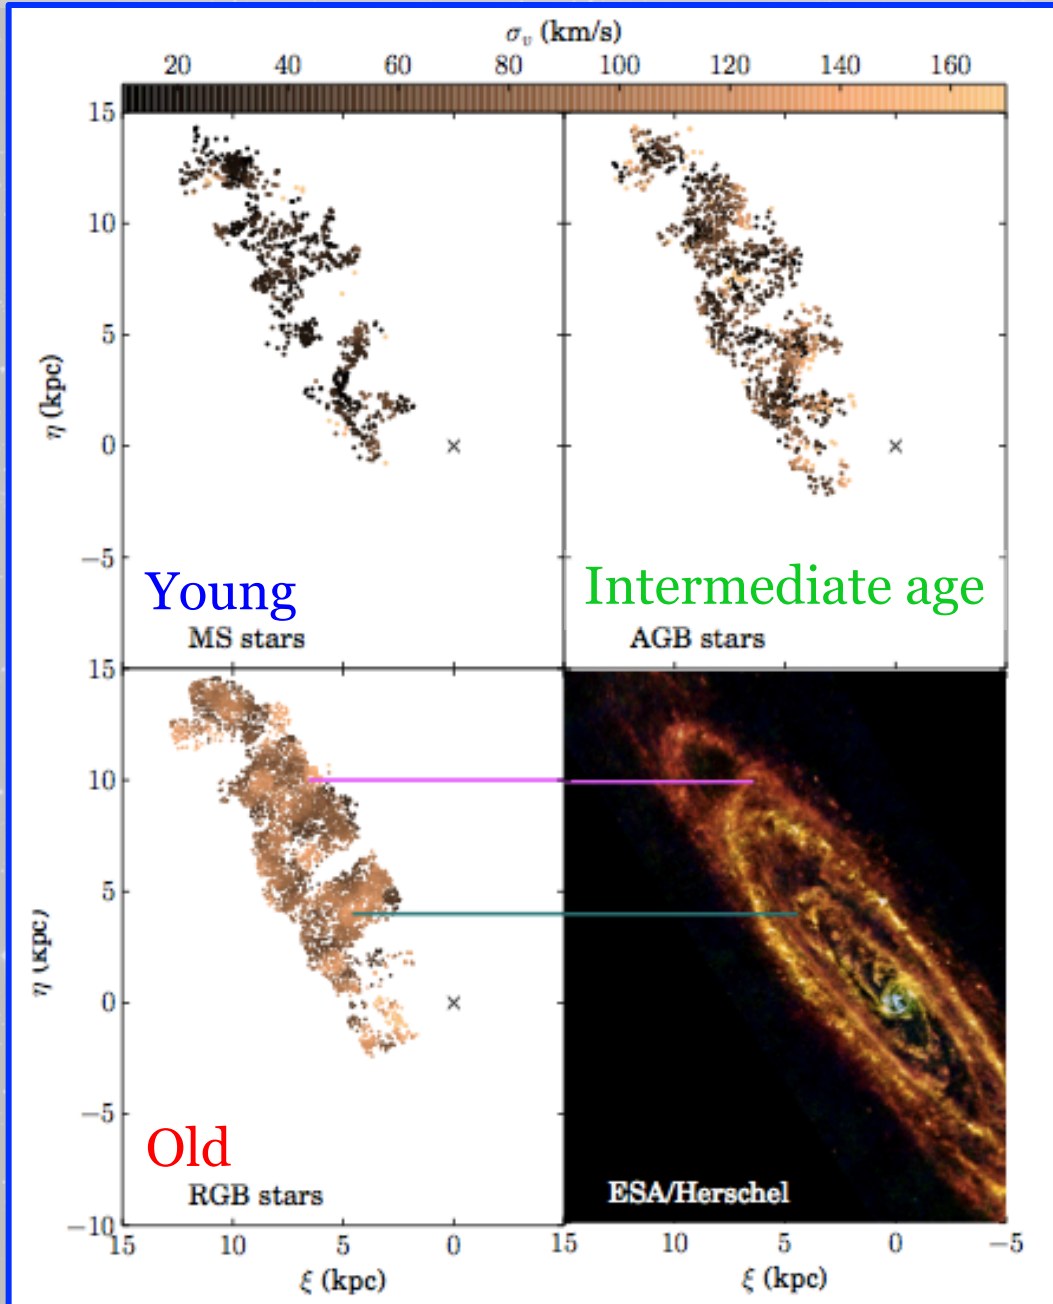 σ_v (km/s)
20 40 60 80 100 120 140 160
15
10
5
0
−5
η (kpc)
Young
MS stars
Intermediate age
AGB stars
15
10
5
0
−5
−10
η (kpc)
Old
RGB stars
ESA/Herschel
15 10 5 0
15 10 5 0 −5
ξ (kpc)
ξ (kpc)